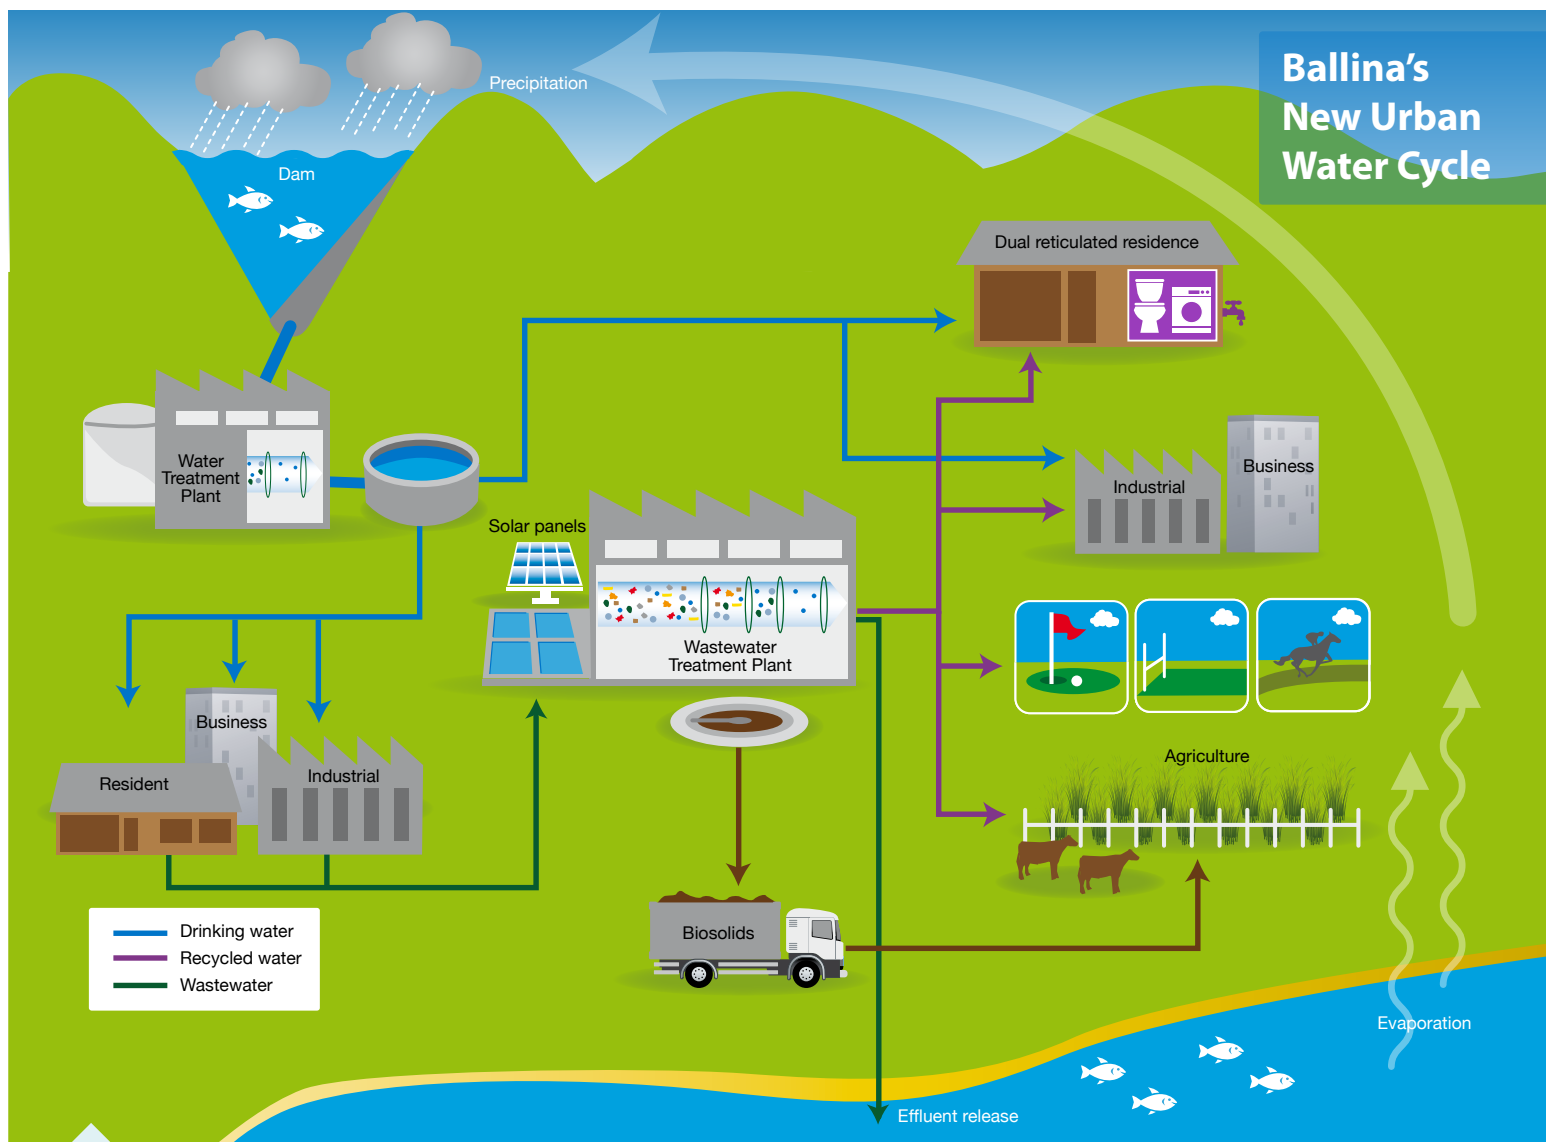 Ballina's
New Urban
Water Cycle
Precipitation
Dam
Dual reticulated residence
Water
Treatment
Plant
Business
Industrial
Solar panels
Wastewater
Treatment Plant
Business
Resident
Industrial
Agriculture
Biosolids
Drinking water
Recycled water
Wastewater
Evaporation
Effluent release